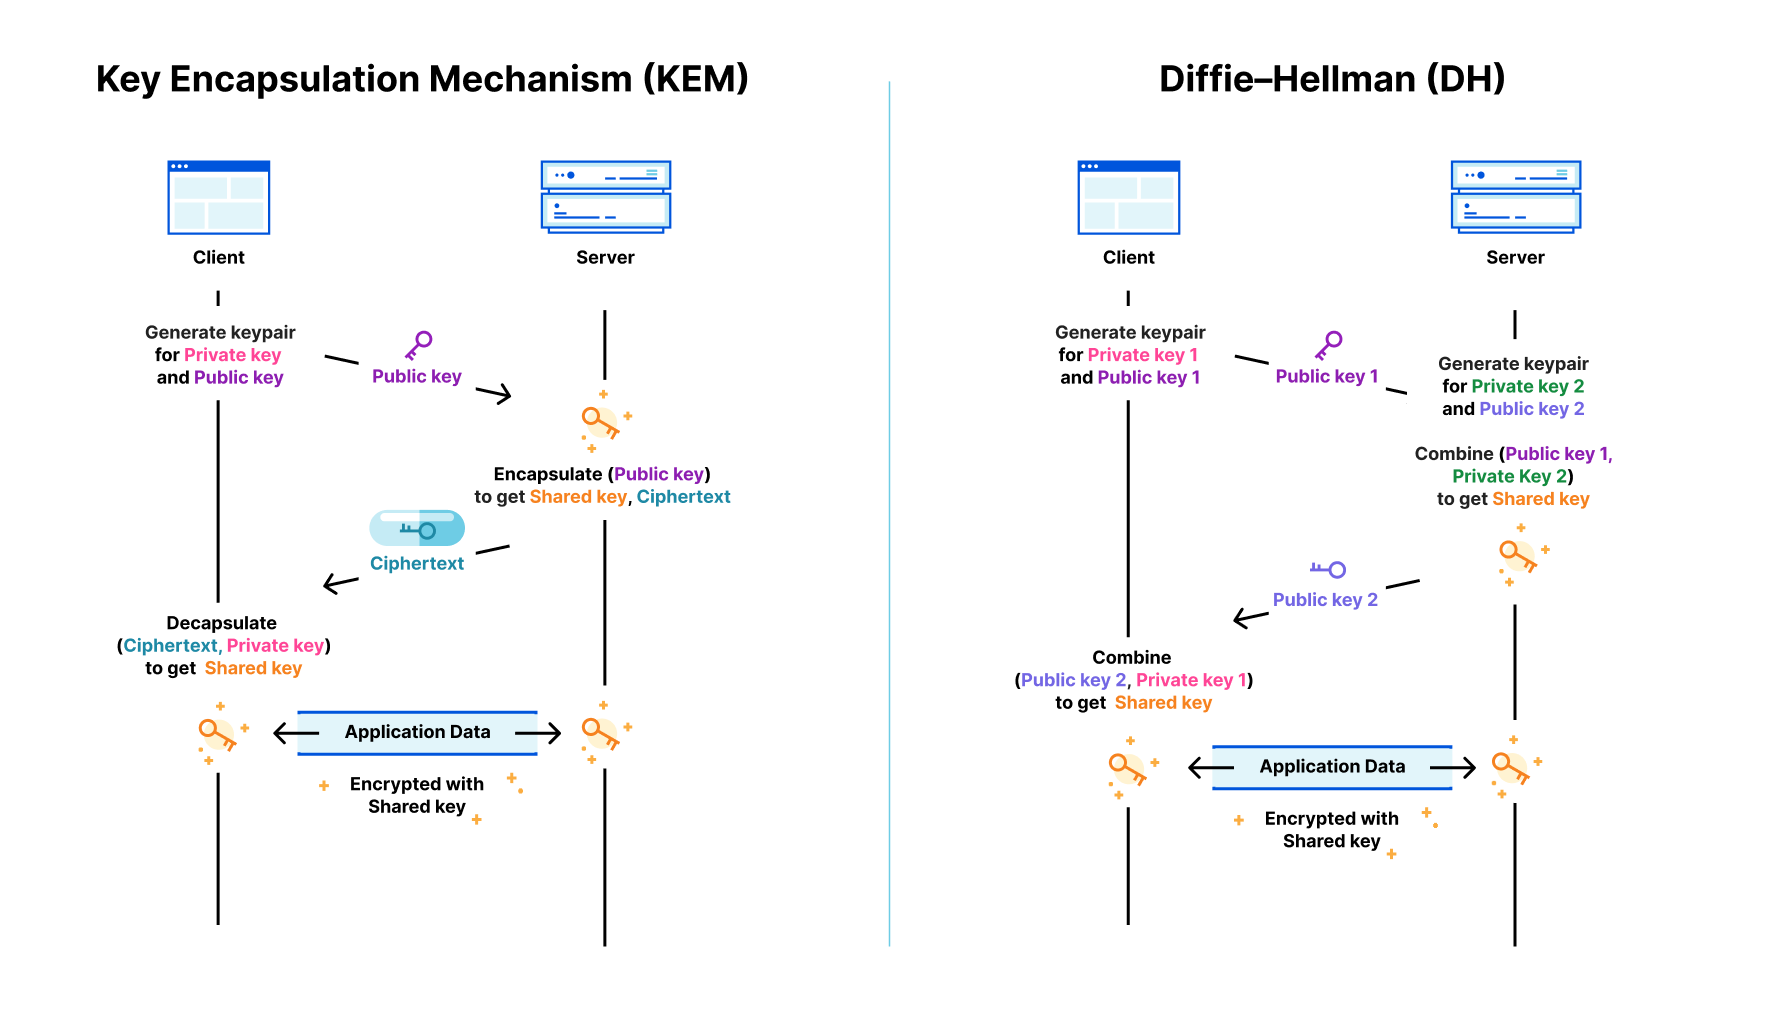 Key Encapsulation Mechanism (KEM)
Client
Server
Generate keypair
for Private key
and Public key
Public key
Encapsulate (Public key)
to get Shared key, Ciphertext
Ciphertext
Decapsulate
(Ciphertext, Private key)
to get Shared key
Application Data
Encrypted with
Shared key
Diffie–Hellman (DH)
Client
Server
Generate keypair
for Private key 1
and Public key 1
Public key 1
Generate keypair
for Private key 2
and Public key 2
Combine (Public key 1,
Private Key 2)
to get Shared key
Public key 2
Combine
(Public key 2, Private key 1)
to get Shared key
Application Data
Encrypted with
Shared key